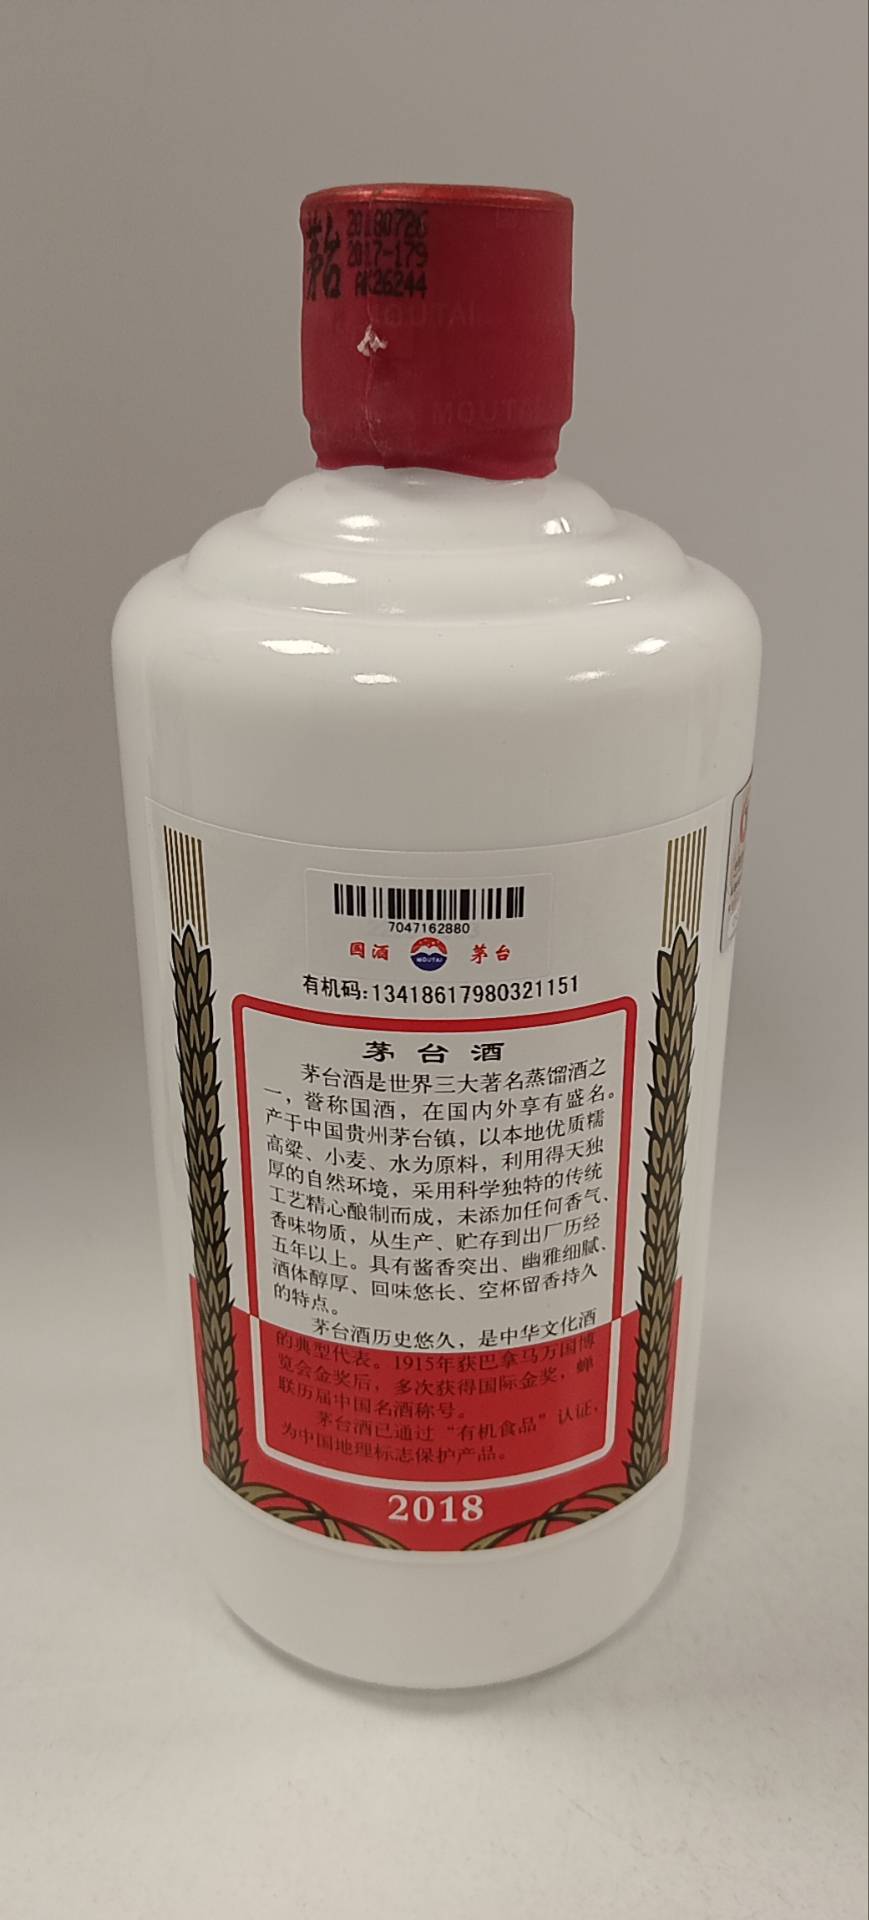 茅台
20180726
2017-179
AK26244
MOUTAI
7047162880
国酒
MOUTAI
茅台
有机码:13418617980321151
茅台酒
茅台酒是世界三大著名蒸馏酒之
一，誉称国酒，在国内外享有盛名。
产于中国贵州茅台镇，以本地优质糯
高粱、小麦、水为原料，利用得天独
厚的自然环境，采用科学独特的传统
工艺精心酿制而成，未添加任何香气、
香味物质，从生产、贮存到出厂历经
五年以上。具有酱香突出、幽雅细腻、
酒体醇厚、回味悠长、空杯留香持久
的特点。
茅台酒历史悠久，是中华文化酒
的典型代表。1915年获巴拿马万国博
览会金奖后，多次获得国际金奖，蝉
联历届中国名酒称号。
茅台酒已通过“有机食品”认证，
为中国地理标志保护产品。
2018